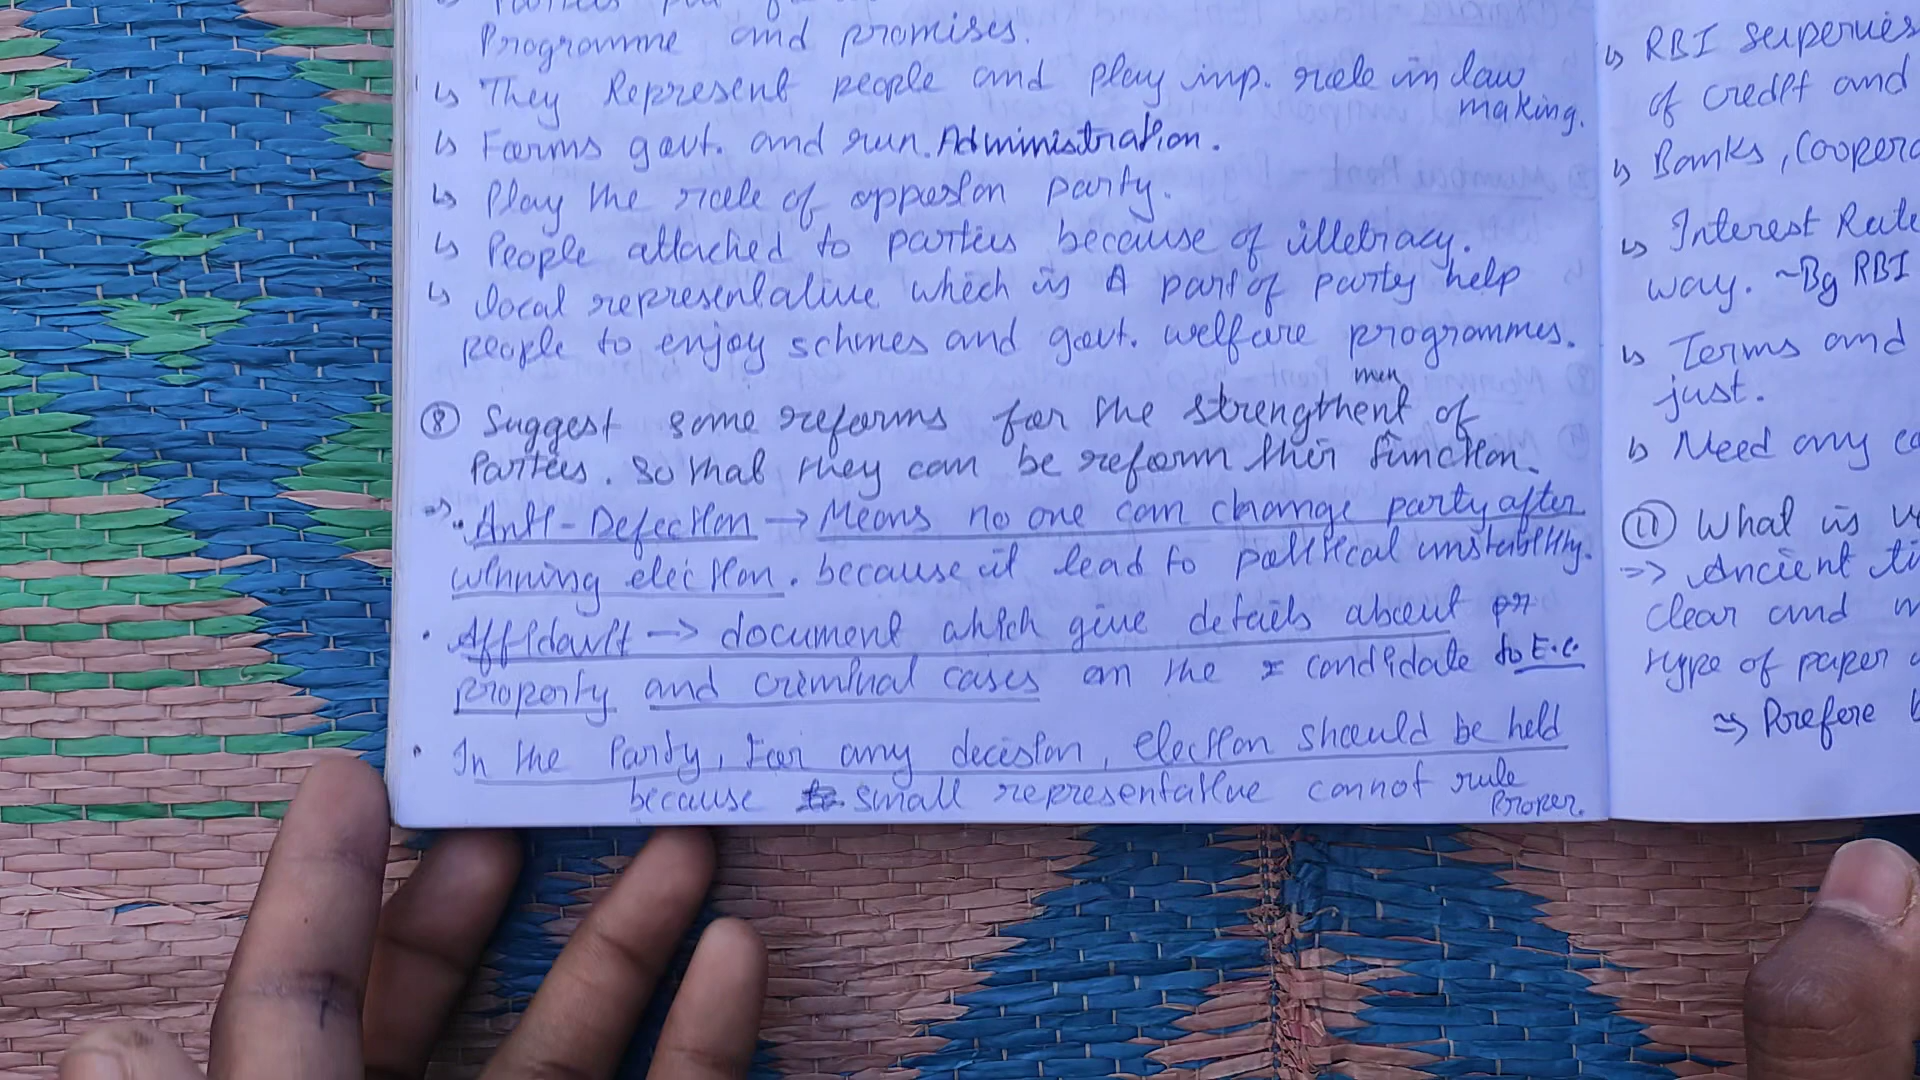 Programme and promises.
↳ They Represent people and play imp. role in law
making.
↳ Forms govt. and run Administration.
↳ Play the role of opposton party.
↳ People attached to parties because of illetracy.
↳ local representative which is A part of party help
people to enjoy schmes and govt. welfare programmes.
⑧ Suggest some reforms for the strengthment of
Parties. so that they can be reform thir function.
⇒ • Anti-Defection → Means no one can change party after
winning election. because it lead to political unstability.
• Affidavit → document which give details about
property and criminal cases on the candidate to E.C.
• In the Party, For any decision, election should be held
because small representative cannot rule
Proper.
↳ RBI supervies
of credit and
↳ Banks,
↳ Interest Rate
way. ~By RBI
↳ Terms and
just.
↳ Need any
⑪ What is
⇒ Ancient
clear and
type of paper
⇒ Prefere